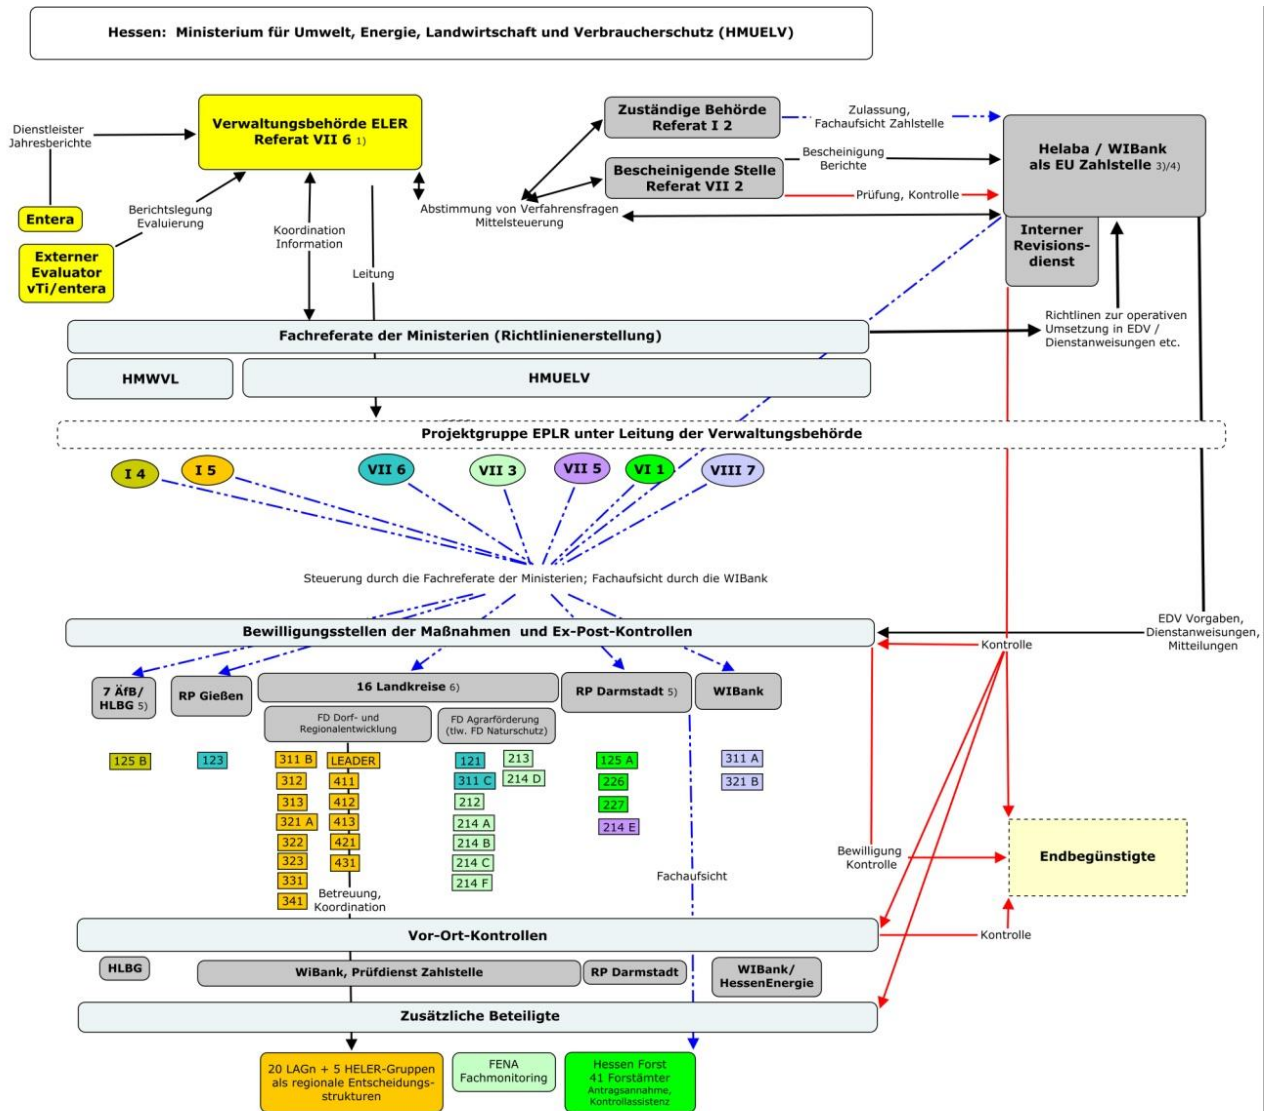 Hessen: Ministerium für Umwelt, Energie, Landwirtschaft und Verbraucherschutz (HMUELV)
Dienstleister
Jahresberichte
Verwaltungsbehörde ELER
Referat VII 6 1)
Zuständige Behörde
Referat I 2
Zulassung,
Fachaufsicht Zahlstelle
Helaba / WIBank
als EU Zahlstelle 3)/4)
Bescheinigende Stelle
Referat VII 2
Bescheinigung
Berichte
Prüfung, Kontrolle
Entera
Berichtslegung
Evaluierung
Externer
Evaluator
vTi/entera
Koordination
Information
Leitung
Abstimmung von Verfahrensfragen
Mittelsteuerung
Interner
Revisions-
dienst
Fachreferate der Ministerien (Richtlinienerstellung)
Richtlinen zur operativen
Umsetzung in EDV /
Dienstanweisungen etc.
HMWVL
HMUELV
Projektgruppe EPLR unter Leitung der Verwaltungsbehörde
I 4
I 5
VII 6
VII 3
VII 5
VI 1
VIII 7
Steuerung durch die Fachreferate der Ministerien; Fachaufsicht durch die WIBank
Bewilligungsstellen der Maßnahmen und Ex-Post-Kontrollen
Kontrolle
EDV Vorgaben,
Dienstanweisungen,
Mitteilungen
7 ÄfB/
HLBG 5)
RP Gießen
16 Landkreise 6)
RP Darmstadt 5)
WIBank
FD Dorf- und
Regionalentwicklung
FD Agrarförderung
(tlw. FD Naturschutz)
125 B
123
311 B
312
313
321 A
322
323
331
341
LEADER
411
412
413
421
431
121
311 C
212
214 A
214 B
214 C
214 F
213
214 D
125 A
226
227
214 E
311 A
321 B
Betreuung,
Koordination
Fachaufsicht
Bewilligung
Kontrolle
Endbegünstigte
Vor-Ort-Kontrollen
Kontrolle
HLBG
WiBank, Prüfdienst Zahlstelle
RP Darmstadt
WIBank/
HessenEnergie
Zusätzliche Beteiligte
20 LAGn + 5 HELER-Gruppen
als regionale Entscheidungs-
strukturen
FENA
Fachmonitoring
Hessen Forst
41 Forstämter
Antragsannahme,
Kontrollassistenz